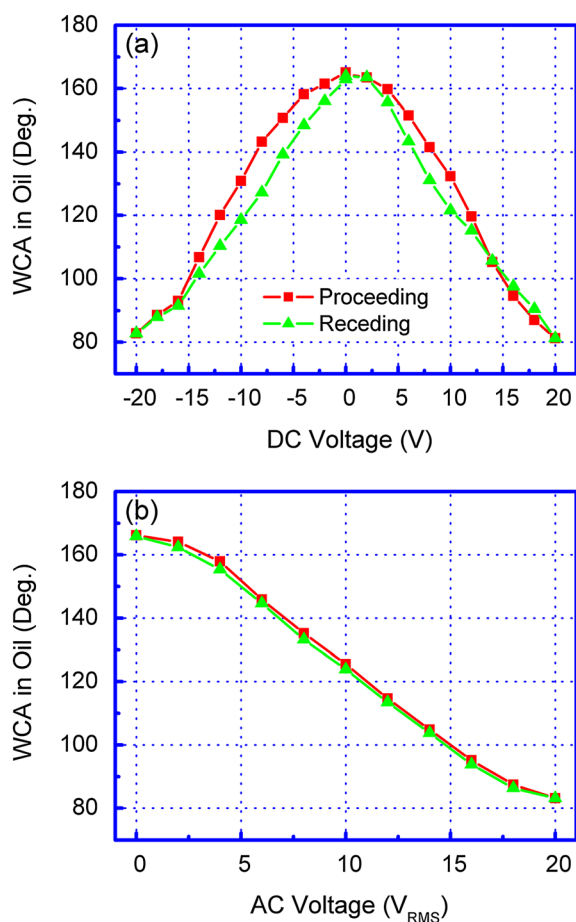 (a)
180
160
140
120
100
80
WCA in Oil (Deg.)
Proceeding
Receding
-20 -15 -10 -5 0 5 10 15 20
DC Voltage (V)
(b)
180
160
140
120
100
80
WCA in Oil (Deg.)
0 5 10 15 20
AC Voltage (V_RMS)